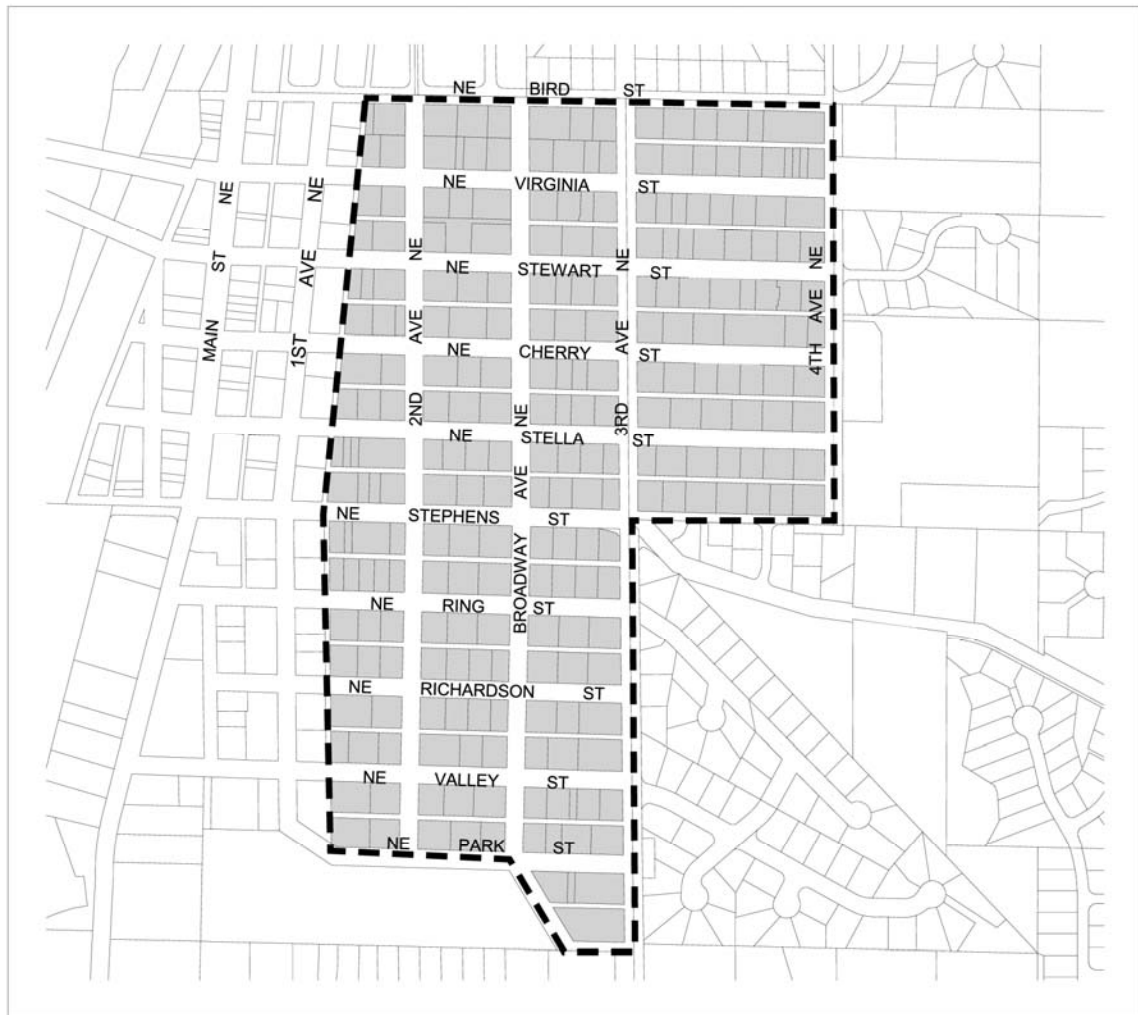 NE BIRD ST
NE VIRGINIA ST
NE STEWART ST
NE CHERRY ST
NE STELLA ST
NE STEPHENS ST
NE RING ST
NE RICHARDSON ST
NE VALLEY ST
NE PARK ST
MAIN ST NE
1ST AVE NE
2ND AVE NE
BROADWAY AVE NE
3RD AVE NE
4TH AVE NE